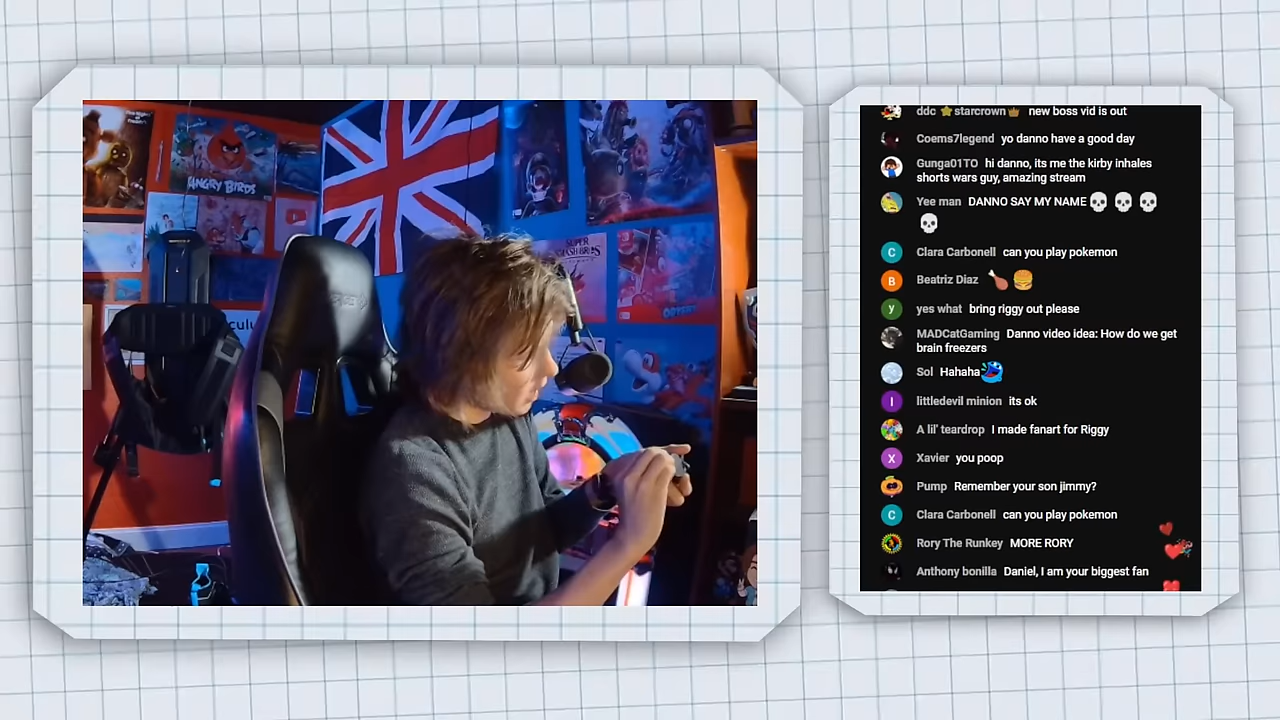 ANGRY BIRDS
SUPER
SMASH BROS
ODYSSEY
cul
ddc ⭐starcrown👑 new boss vid is out
Coems7legend yo danno have a good day
Gunga01TO hi danno, its me the kirby inhales
shorts wars guy, amazing stream
Yee man DANNO SAY MY NAME💀💀💀
💀
C Clara Carbonell can you play pokemon
B Beatriz Diaz 🍗🍔
y yes what bring riggy out please
MADCatGaming Danno video idea: How do we get
brain freezers
Sol Hahaha
l littledevil minion its ok
A lil' teardrop I made fanart for Riggy
X Xavier you poop
Pump Remember your son jimmy?
C Clara Carbonell can you play pokemon
Rory The Runkey MORE RORY
Anthony bonilla Daniel, I am your biggest fan